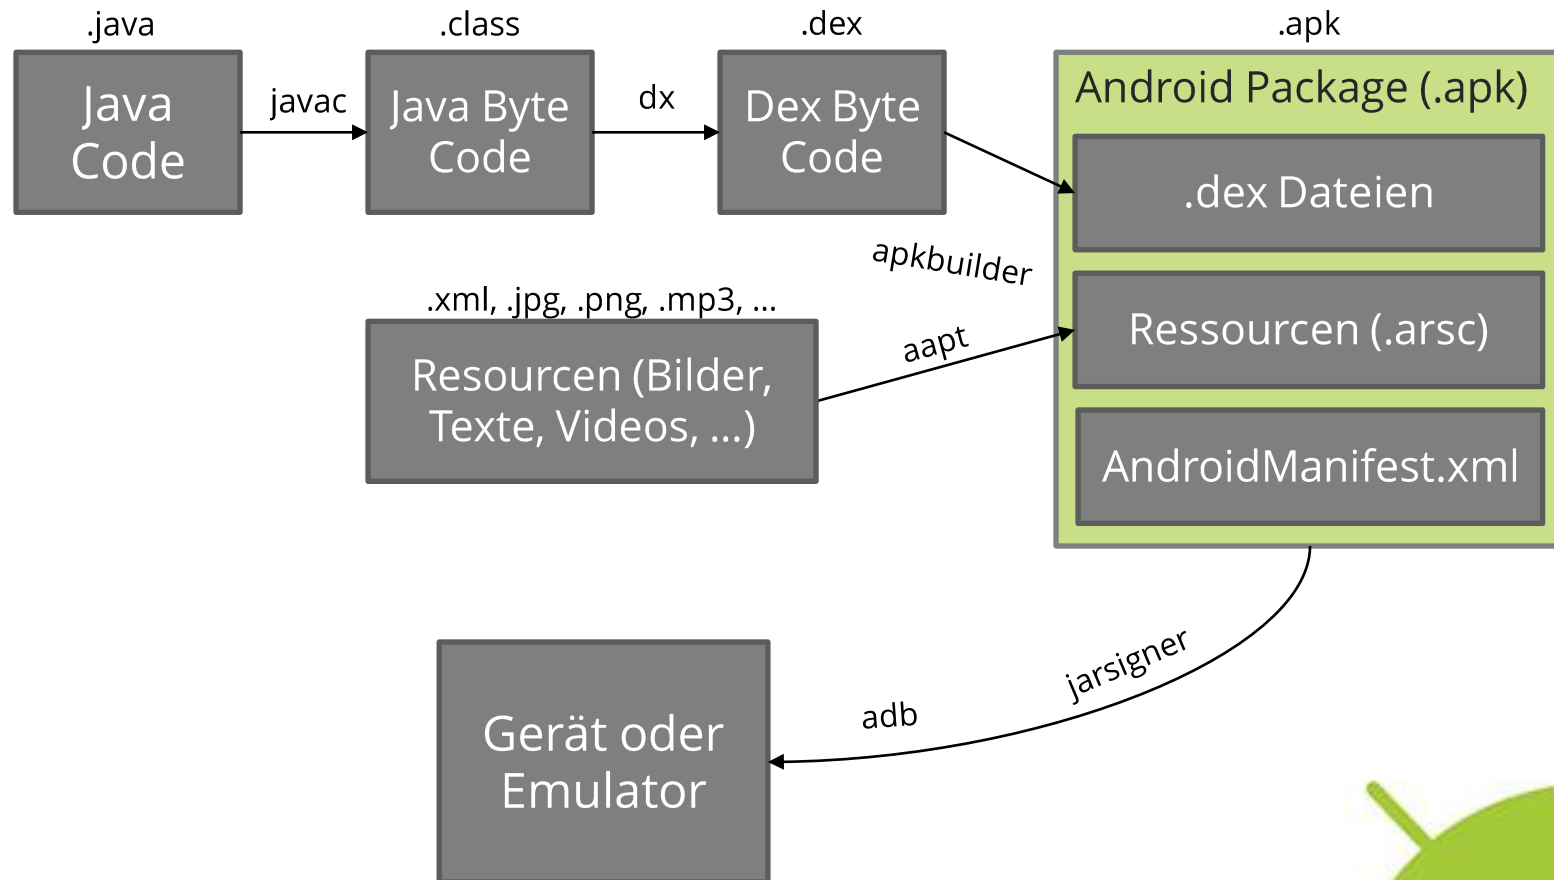 .java
.class
.dex
.apk
Java
Code
javac
Java Byte
Code
dx
Dex Byte
Code
Android Package (.apk)
.dex Dateien
apkbuilder
.xml, .jpg, .png, .mp3, ...
Resourcen (Bilder,
Texte, Videos, ...)
aapt
Ressourcen (.arsc)
AndroidManifest.xml
jarsigner
adb
Gerät oder
Emulator